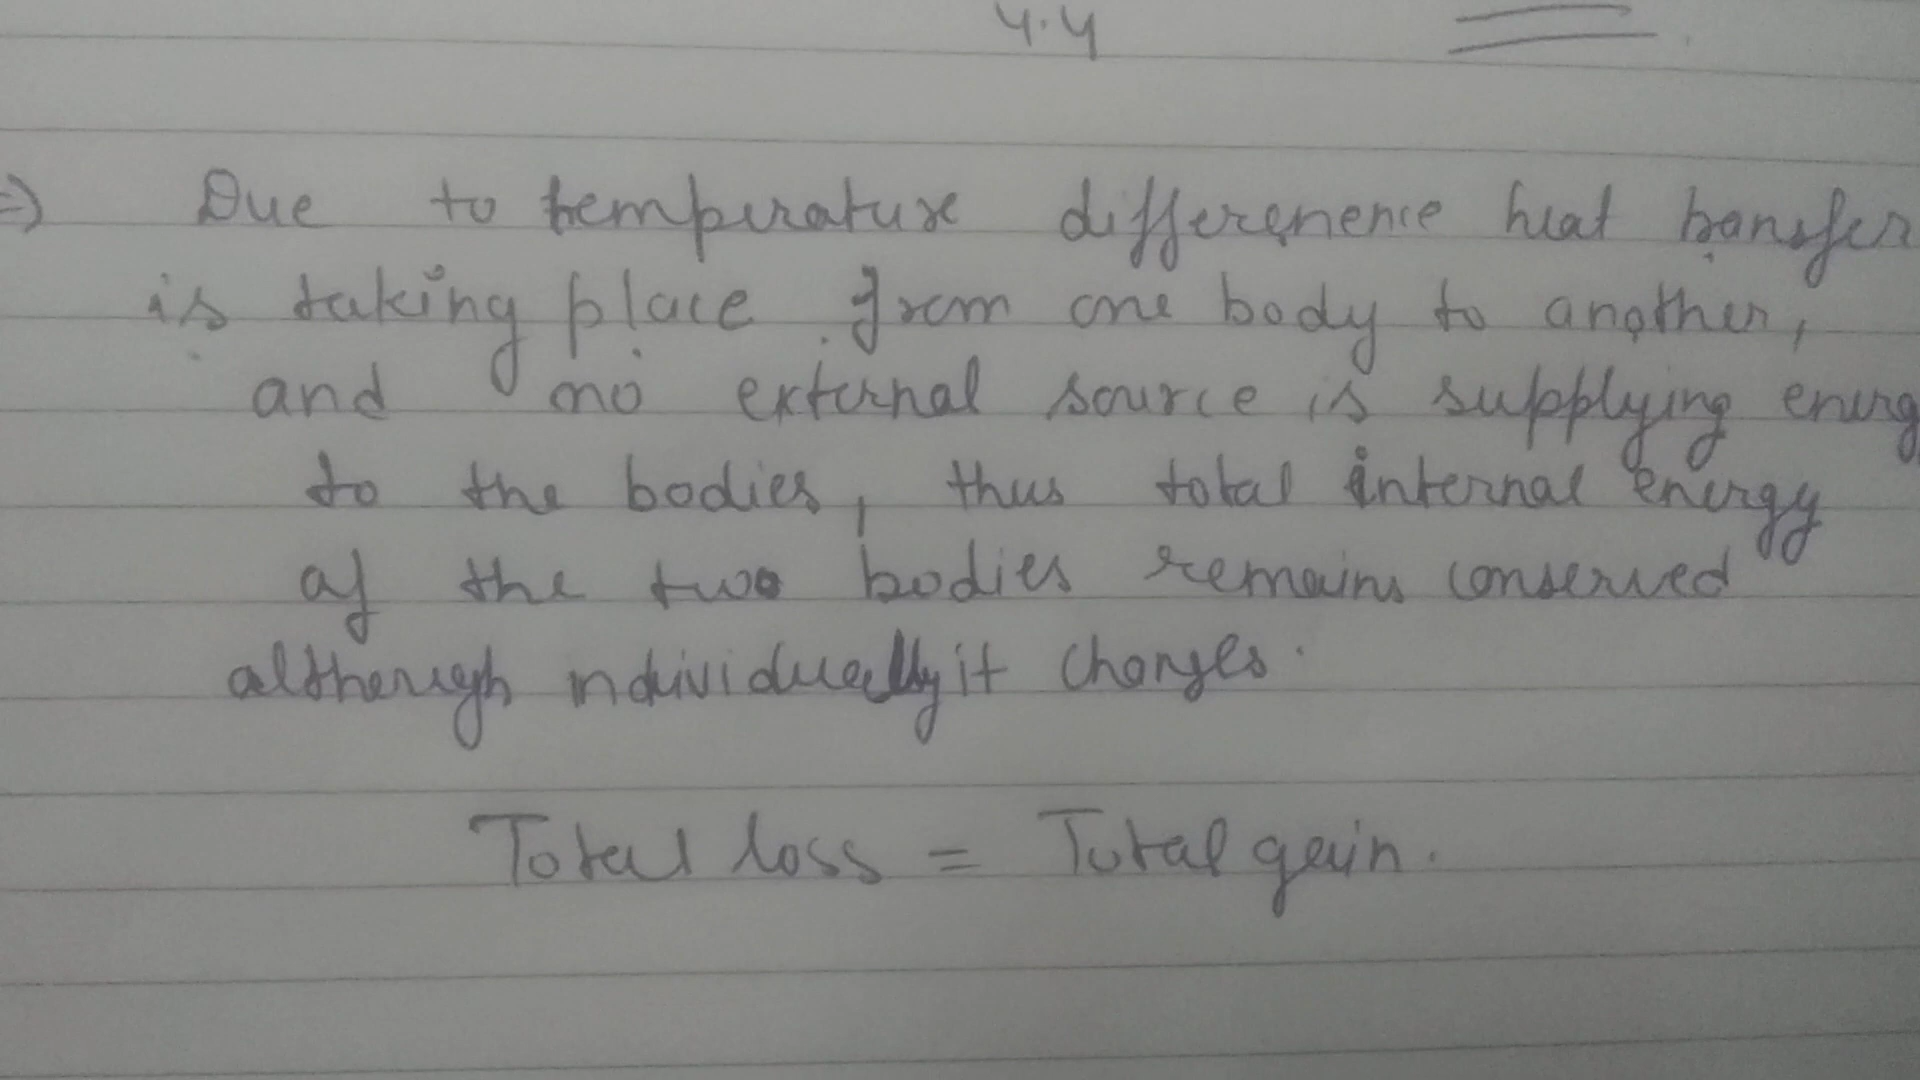 4.4
=> Due to temperature differenence heat transfer
is taking place from one body to another,
and no external source is supplying energ
to the bodies, thus total internal energy
of the two bodies remains conserved
although individually it changes.
Total loss = Total gain.